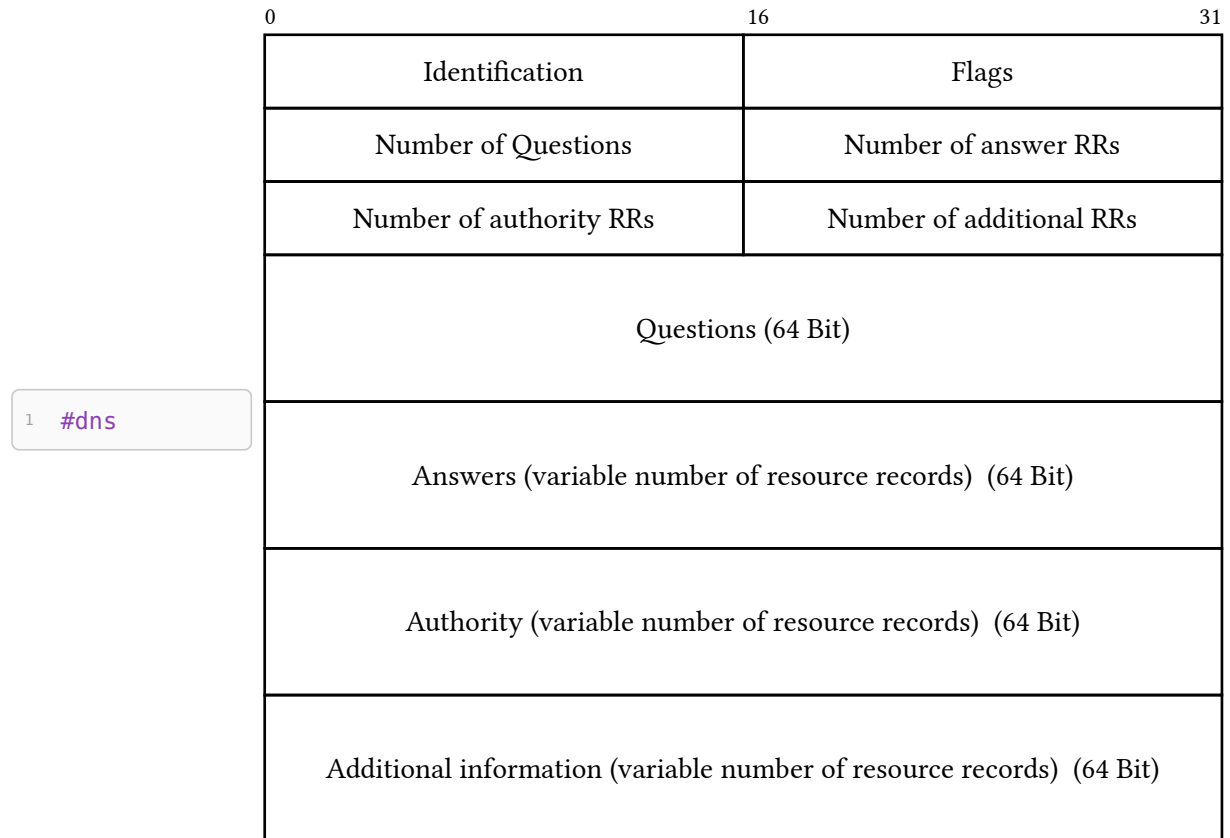 0 16 31
Identification Flags
Number of Questions Number of answer RRs
Number of authority RRs Number of additional RRs
Questions (64 Bit)
1 #dns
Answers (variable number of resource records) (64 Bit)
Authority (variable number of resource records) (64 Bit)
Additional information (variable number of resource records) (64 Bit)